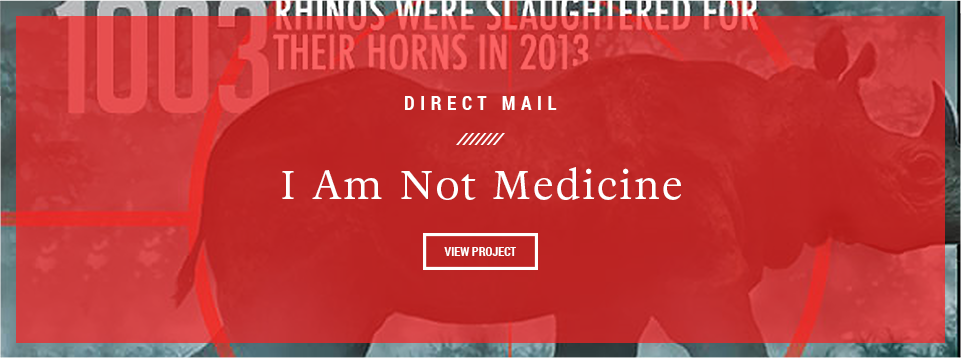 1003
RHINOS WERE SLAUGHTERED FOR
THEIR HORNS IN 2013
DIRECT MAIL
///////
I Am Not Medicine
VIEW PROJECT